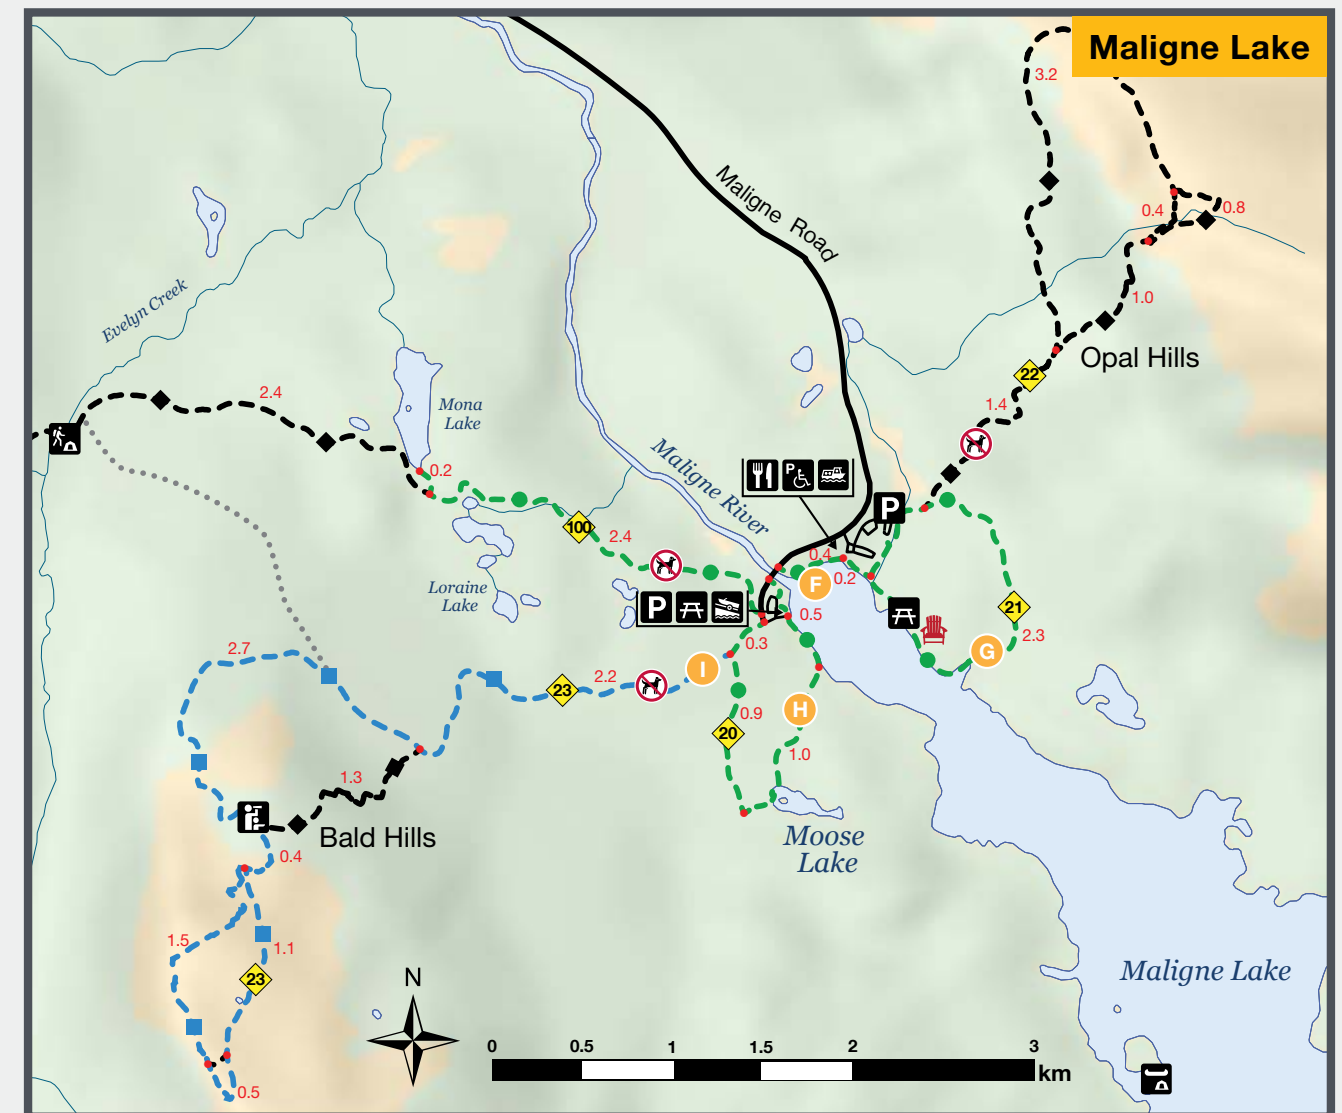 Maligne Lake
3.2
0.4
0.8
Maligne Road
1.0
Evelyn Creek
Opal Hills
22
2.4
1.4
Mona
Lake
Maligne River
0.2
P
P
100
2.4
0.4
F
0.2
Loraine
Lake
P
0.5
21
2.3
G
0.3
2.7
I
23
2.2
H
0.9
20
1.0
1.3
Bald Hills
Moose
Lake
0.4
1.5
1.1
23
Maligne Lake
N
0
0.5
1
1.5
2
3
km
0.5